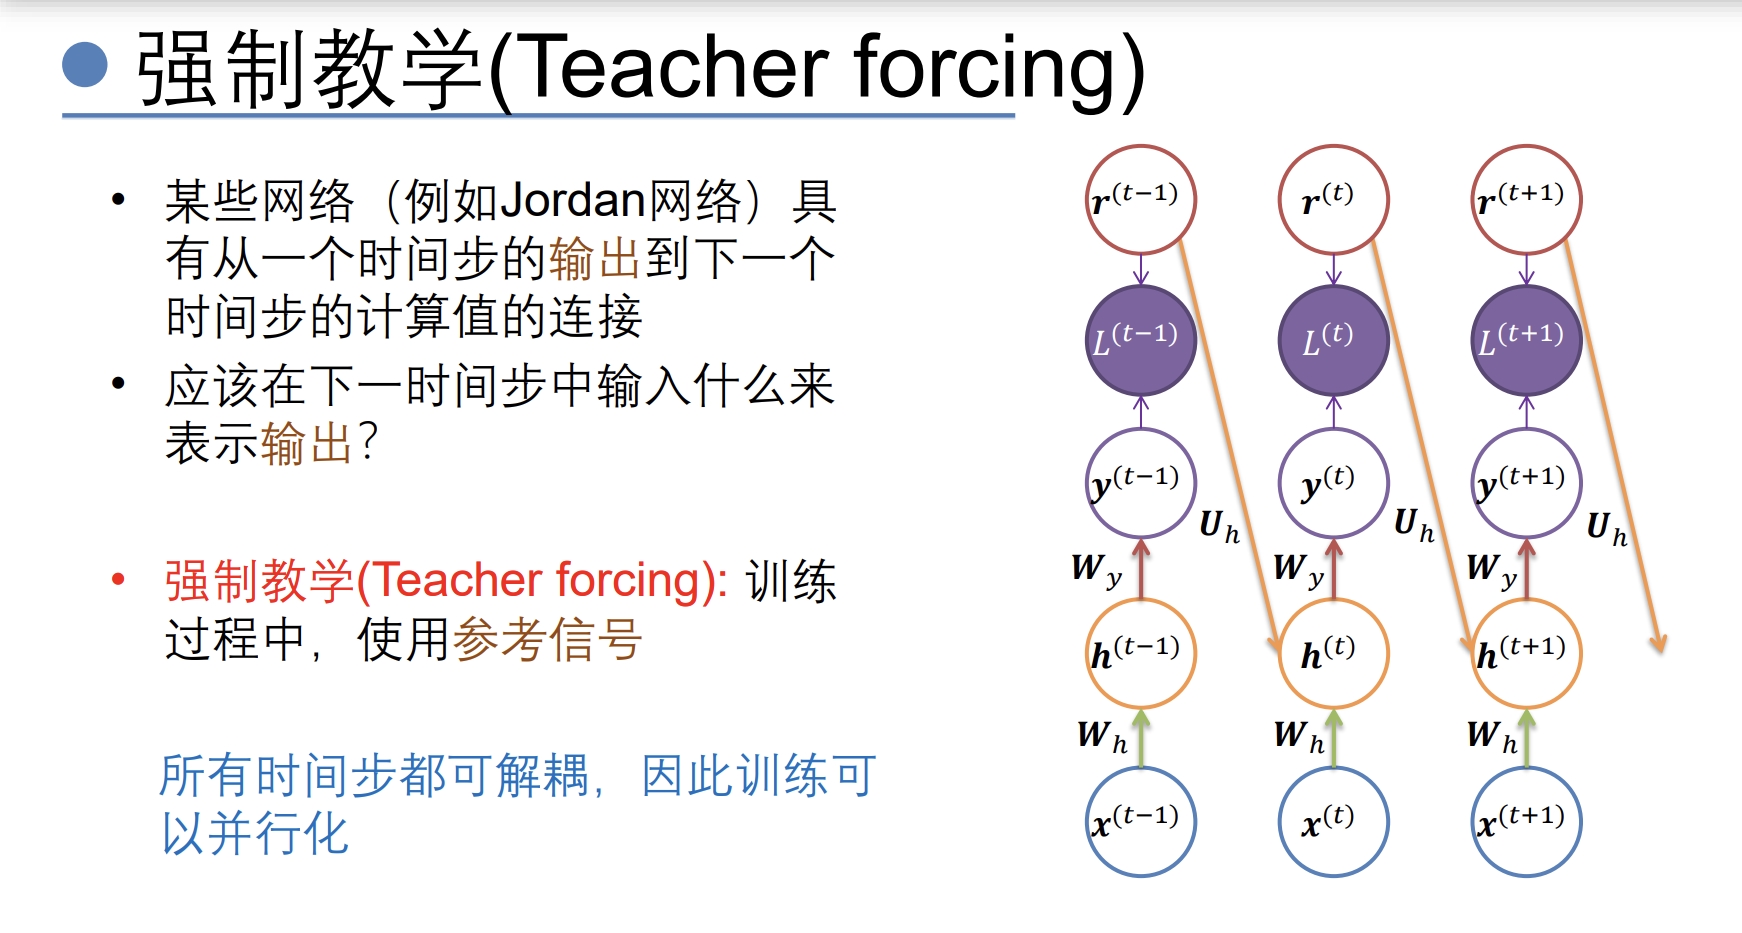 强制教学(Teacher forcing)
• 某些网络（例如Jordan网络）具
有从一个时间步的输出到下一个
时间步的计算值的连接
• 应该在下一时间步中输入什么来
表示输出？
• 强制教学(Teacher forcing): 训练
过程中，使用参考信号
所有时间步都可解耦，因此训练可
以并行化
r^(t−1) r^(t) r^(t+1)
L^(t−1) L^(t) L^(t+1)
y^(t−1) y^(t) y^(t+1)
U_h U_h U_h
W_y W_y W_y
h^(t−1) h^(t) h^(t+1)
W_h W_h W_h
x^(t−1) x^(t) x^(t+1)